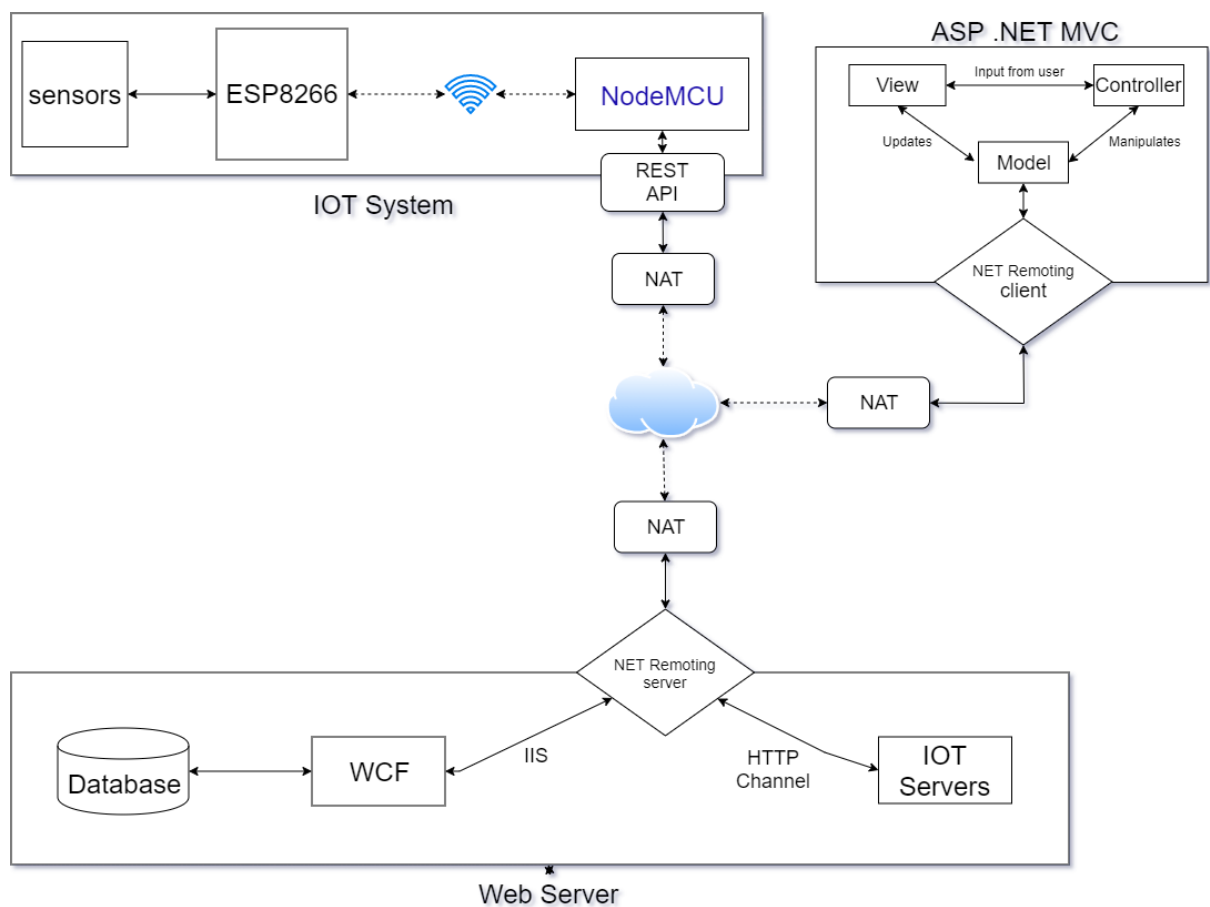 ASP .NET MVC
sensors
ESP8266
NodeMCU
REST
API
IOT System
View
Input from user
Controller
Updates
Manipulates
Model
NET Remoting
client
NAT
NAT
NAT
NET Remoting
server
Database
WCF
IIS
HTTP
Channel
IOT
Servers
Web Server